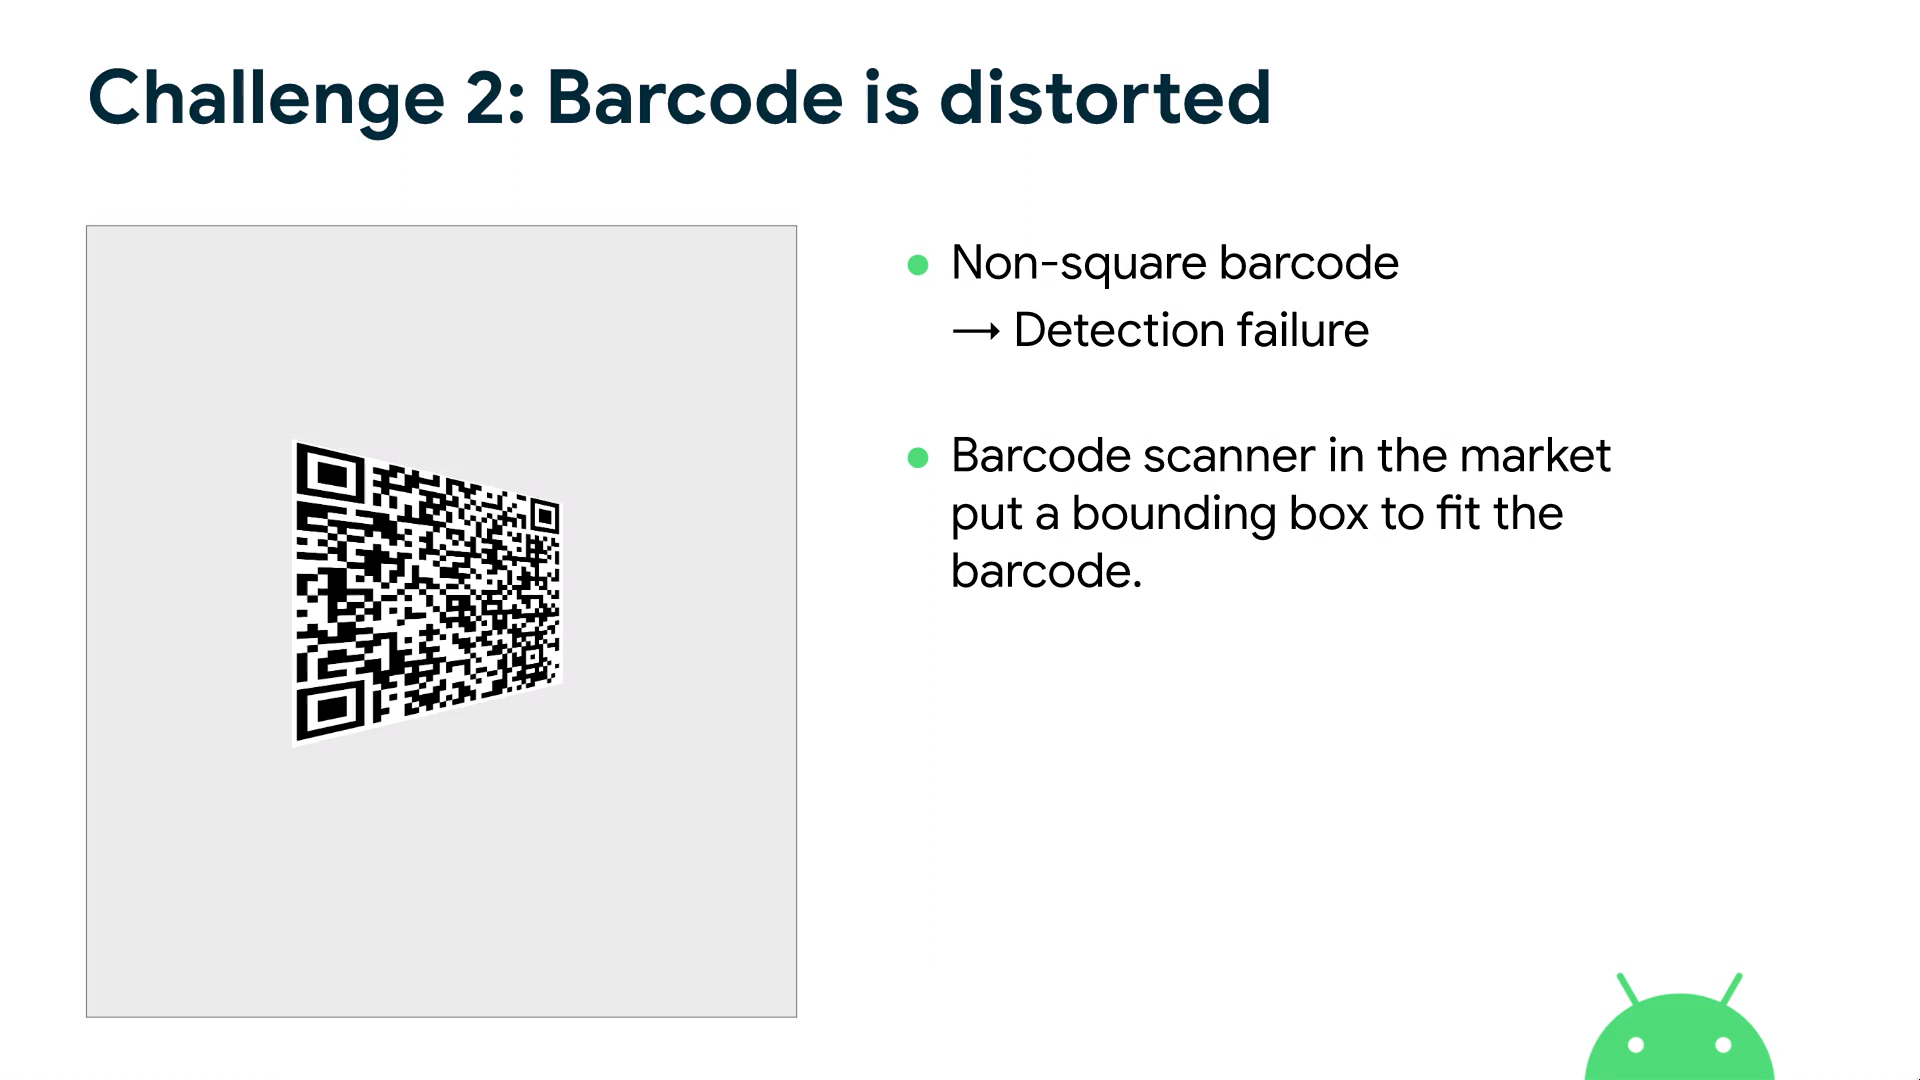 Challenge 2: Barcode is distorted
● Non-square barcode
→ Detection failure
● Barcode scanner in the market
put a bounding box to fit the
barcode.